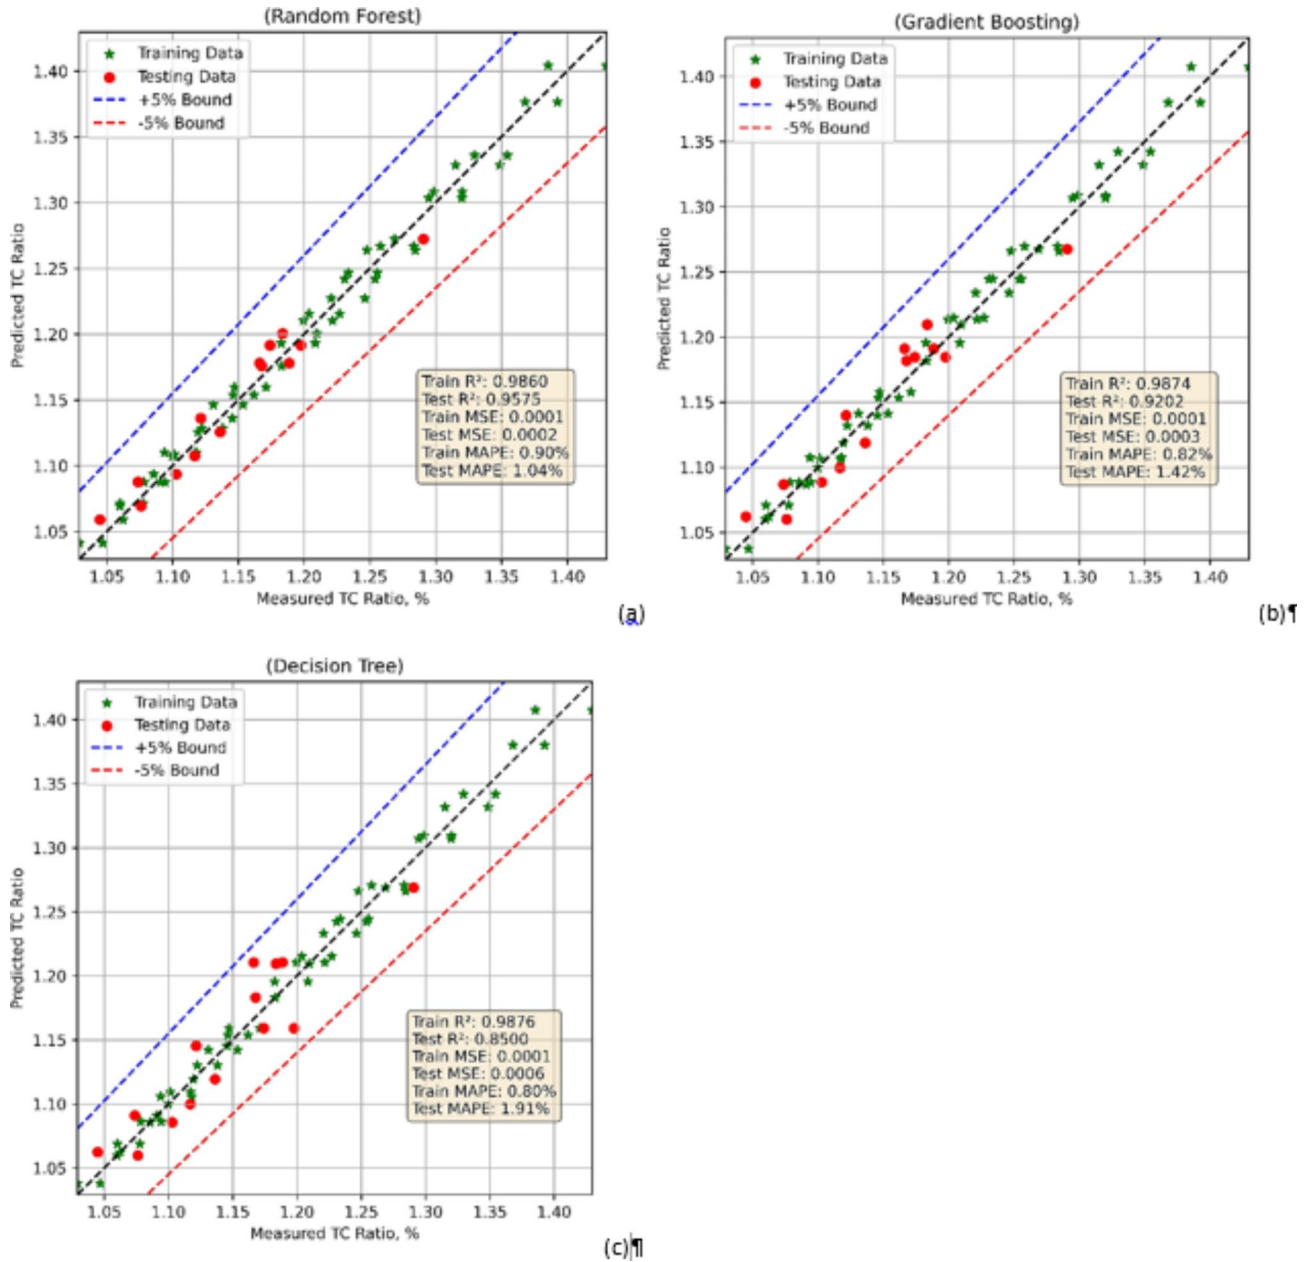 (Random Forest)
Training Data
Testing Data
+5% Bound
-5% Bound
1.40
1.35
1.30
1.25
1.20
1.15
1.10
1.05
Predicted TC Ratio
Train R²: 0.9860
Test R²: 0.9575
Train MSE: 0.0001
Test MSE: 0.0002
Train MAPE: 0.90%
Test MAPE: 1.04%
1.05 1.10 1.15 1.20 1.25 1.30 1.35 1.40
Measured TC Ratio, %
(a)
(Gradient Boosting)
Training Data
Testing Data
+5% Bound
-5% Bound
1.40
1.35
1.30
1.25
1.20
1.15
1.10
1.05
Predicted TC Ratio
Train R²: 0.9874
Test R²: 0.9202
Train MSE: 0.0001
Test MSE: 0.0003
Train MAPE: 0.82%
Test MAPE: 1.42%
1.05 1.10 1.15 1.20 1.25 1.30 1.35 1.40
Measured TC Ratio, %
(b)¶
(Decision Tree)
Training Data
Testing Data
+5% Bound
-5% Bound
1.40
1.35
1.30
1.25
1.20
1.15
1.10
1.05
Predicted TC Ratio
Train R²: 0.9876
Test R²: 0.8500
Train MSE: 0.0001
Test MSE: 0.0006
Train MAPE: 0.80%
Test MAPE: 1.91%
1.05 1.10 1.15 1.20 1.25 1.30 1.35 1.40
Measured TC Ratio, %
(c)¶